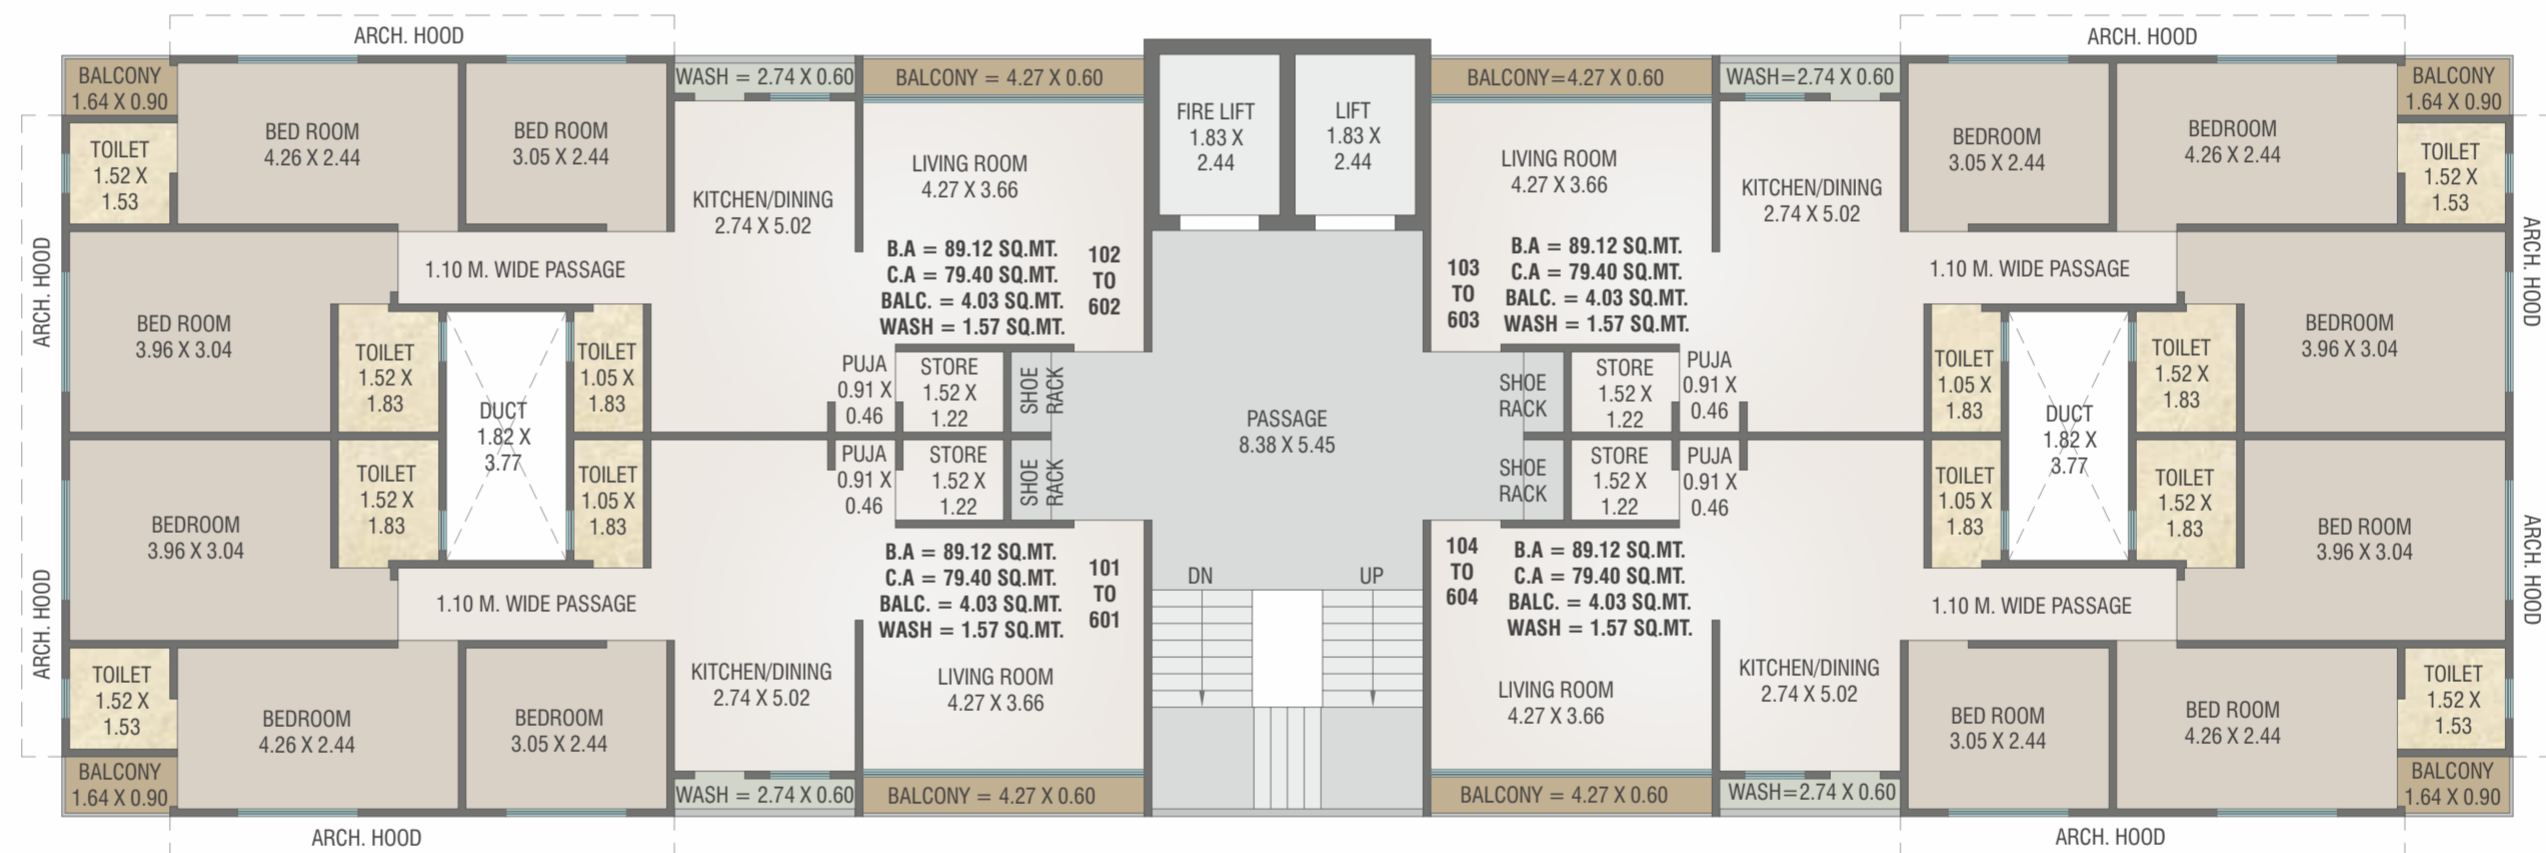 ARCH. HOOD
ARCH. HOOD
BALCONY
1.64 X 0.90
WASH = 2.74 X 0.60
BALCONY = 4.27 X 0.60
BALCONY=4.27 X 0.60
WASH=2.74 X 0.60
BALCONY
1.64 X 0.90
TOILET
1.52 X
1.53
BED ROOM
4.26 X 2.44
BED ROOM
3.05 X 2.44
KITCHEN/DINING
2.74 X 5.02
LIVING ROOM
4.27 X 3.66
FIRE LIFT
1.83 X
2.44
LIFT
1.83 X
2.44
LIVING ROOM
4.27 X 3.66
KITCHEN/DINING
2.74 X 5.02
BEDROOM
3.05 X 2.44
BEDROOM
4.26 X 2.44
TOILET
1.52 X
1.53
ARCH. HOOD
1.10 M. WIDE PASSAGE
B.A = 89.12 SQ.MT.
C.A = 79.40 SQ.MT.
BALC. = 4.03 SQ.MT.
WASH = 1.57 SQ.MT.
102
TO
602
103
TO
603
B.A = 89.12 SQ.MT.
C.A = 79.40 SQ.MT.
BALC. = 4.03 SQ.MT.
WASH = 1.57 SQ.MT.
1.10 M. WIDE PASSAGE
ARCH. HOOD
BED ROOM
3.96 X 3.04
TOILET
1.52 X
1.83
DUCT
1.82 X
3.77
TOILET
1.05 X
1.83
PUJA
0.91 X
0.46
STORE
1.52 X
1.22
SHOE
RACK
PASSAGE
8.38 X 5.45
SHOE
RACK
STORE
1.52 X
1.22
PUJA
0.91 X
0.46
TOILET
1.05 X
1.83
DUCT
1.82 X
3.77
TOILET
1.52 X
1.83
BEDROOM
3.96 X 3.04
BEDROOM
3.96 X 3.04
TOILET
1.52 X
1.83
TOILET
1.05 X
1.83
PUJA
0.91 X
0.46
STORE
1.52 X
1.22
SHOE
RACK
SHOE
RACK
STORE
1.52 X
1.22
PUJA
0.91 X
0.46
TOILET
1.05 X
1.83
TOILET
1.52 X
1.83
BED ROOM
3.96 X 3.04
ARCH. HOOD
1.10 M. WIDE PASSAGE
B.A = 89.12 SQ.MT.
C.A = 79.40 SQ.MT.
BALC. = 4.03 SQ.MT.
WASH = 1.57 SQ.MT.
101
TO
601
DN
UP
104
TO
604
B.A = 89.12 SQ.MT.
C.A = 79.40 SQ.MT.
BALC. = 4.03 SQ.MT.
WASH = 1.57 SQ.MT.
1.10 M. WIDE PASSAGE
ARCH. HOOD
TOILET
1.52 X
1.53
BEDROOM
4.26 X 2.44
BEDROOM
3.05 X 2.44
KITCHEN/DINING
2.74 X 5.02
LIVING ROOM
4.27 X 3.66
LIVING ROOM
4.27 X 3.66
KITCHEN/DINING
2.74 X 5.02
BED ROOM
3.05 X 2.44
BED ROOM
4.26 X 2.44
TOILET
1.52 X
1.53
BALCONY
1.64 X 0.90
WASH = 2.74 X 0.60
BALCONY = 4.27 X 0.60
BALCONY = 4.27 X 0.60
WASH=2.74 X 0.60
BALCONY
1.64 X 0.90
ARCH. HOOD
ARCH. HOOD